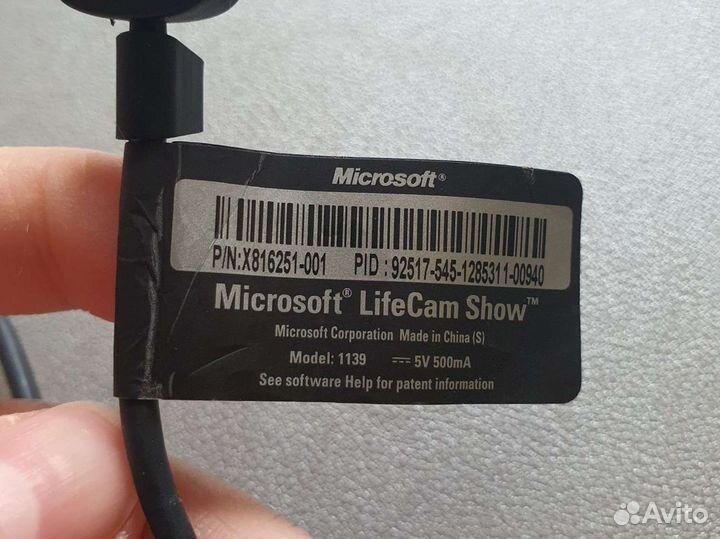 Microsoft®
P/N:X816251-001 PID : 92517-545-1285311-00940
Microsoft® LifeCam Show™
Microsoft Corporation Made in China (S)
Model: 1139 ⎓ 5V 500mA
See software Help for patent information
Avito